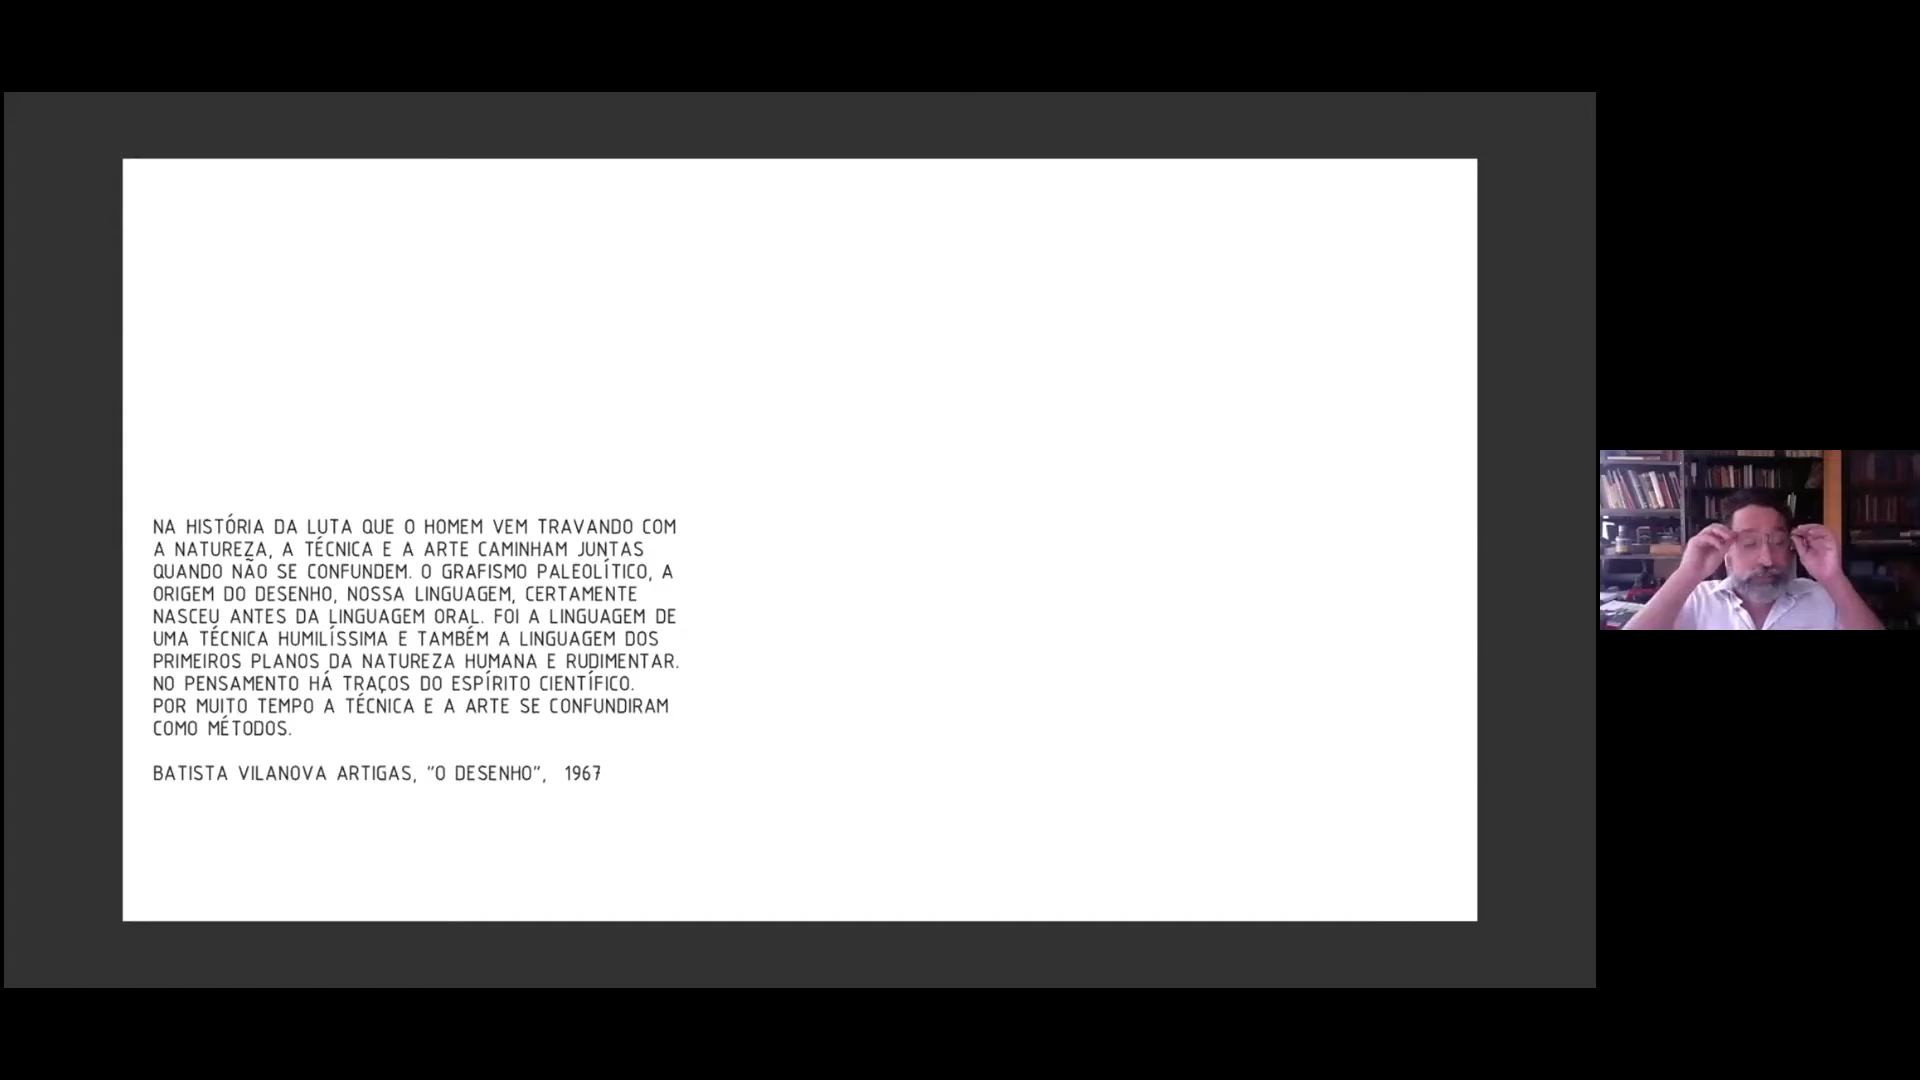 NA HISTÓRIA DA LUTA QUE O HOMEM VEM TRAVANDO COM
A NATUREZA, A TÉCNICA E A ARTE CAMINHAM JUNTAS
QUANDO NÃO SE CONFUNDEM. O GRAFISMO PALEOLÍTICO, A
ORIGEM DO DESENHO, NOSSA LINGUAGEM, CERTAMENTE
NASCEU ANTES DA LINGUAGEM ORAL. FOI A LINGUAGEM DE
UMA TÉCNICA HUMILÍSSIMA E TAMBÉM A LINGUAGEM DOS
PRIMEIROS PLANOS DA NATUREZA HUMANA E RUDIMENTAR.
NO PENSAMENTO HÁ TRAÇOS DO ESPÍRITO CIENTÍFICO.
POR MUITO TEMPO A TÉCNICA E A ARTE SE CONFUNDIRAM
COMO MÉTODOS.
BATISTA VILANOVA ARTIGAS, "O DESENHO", 1967